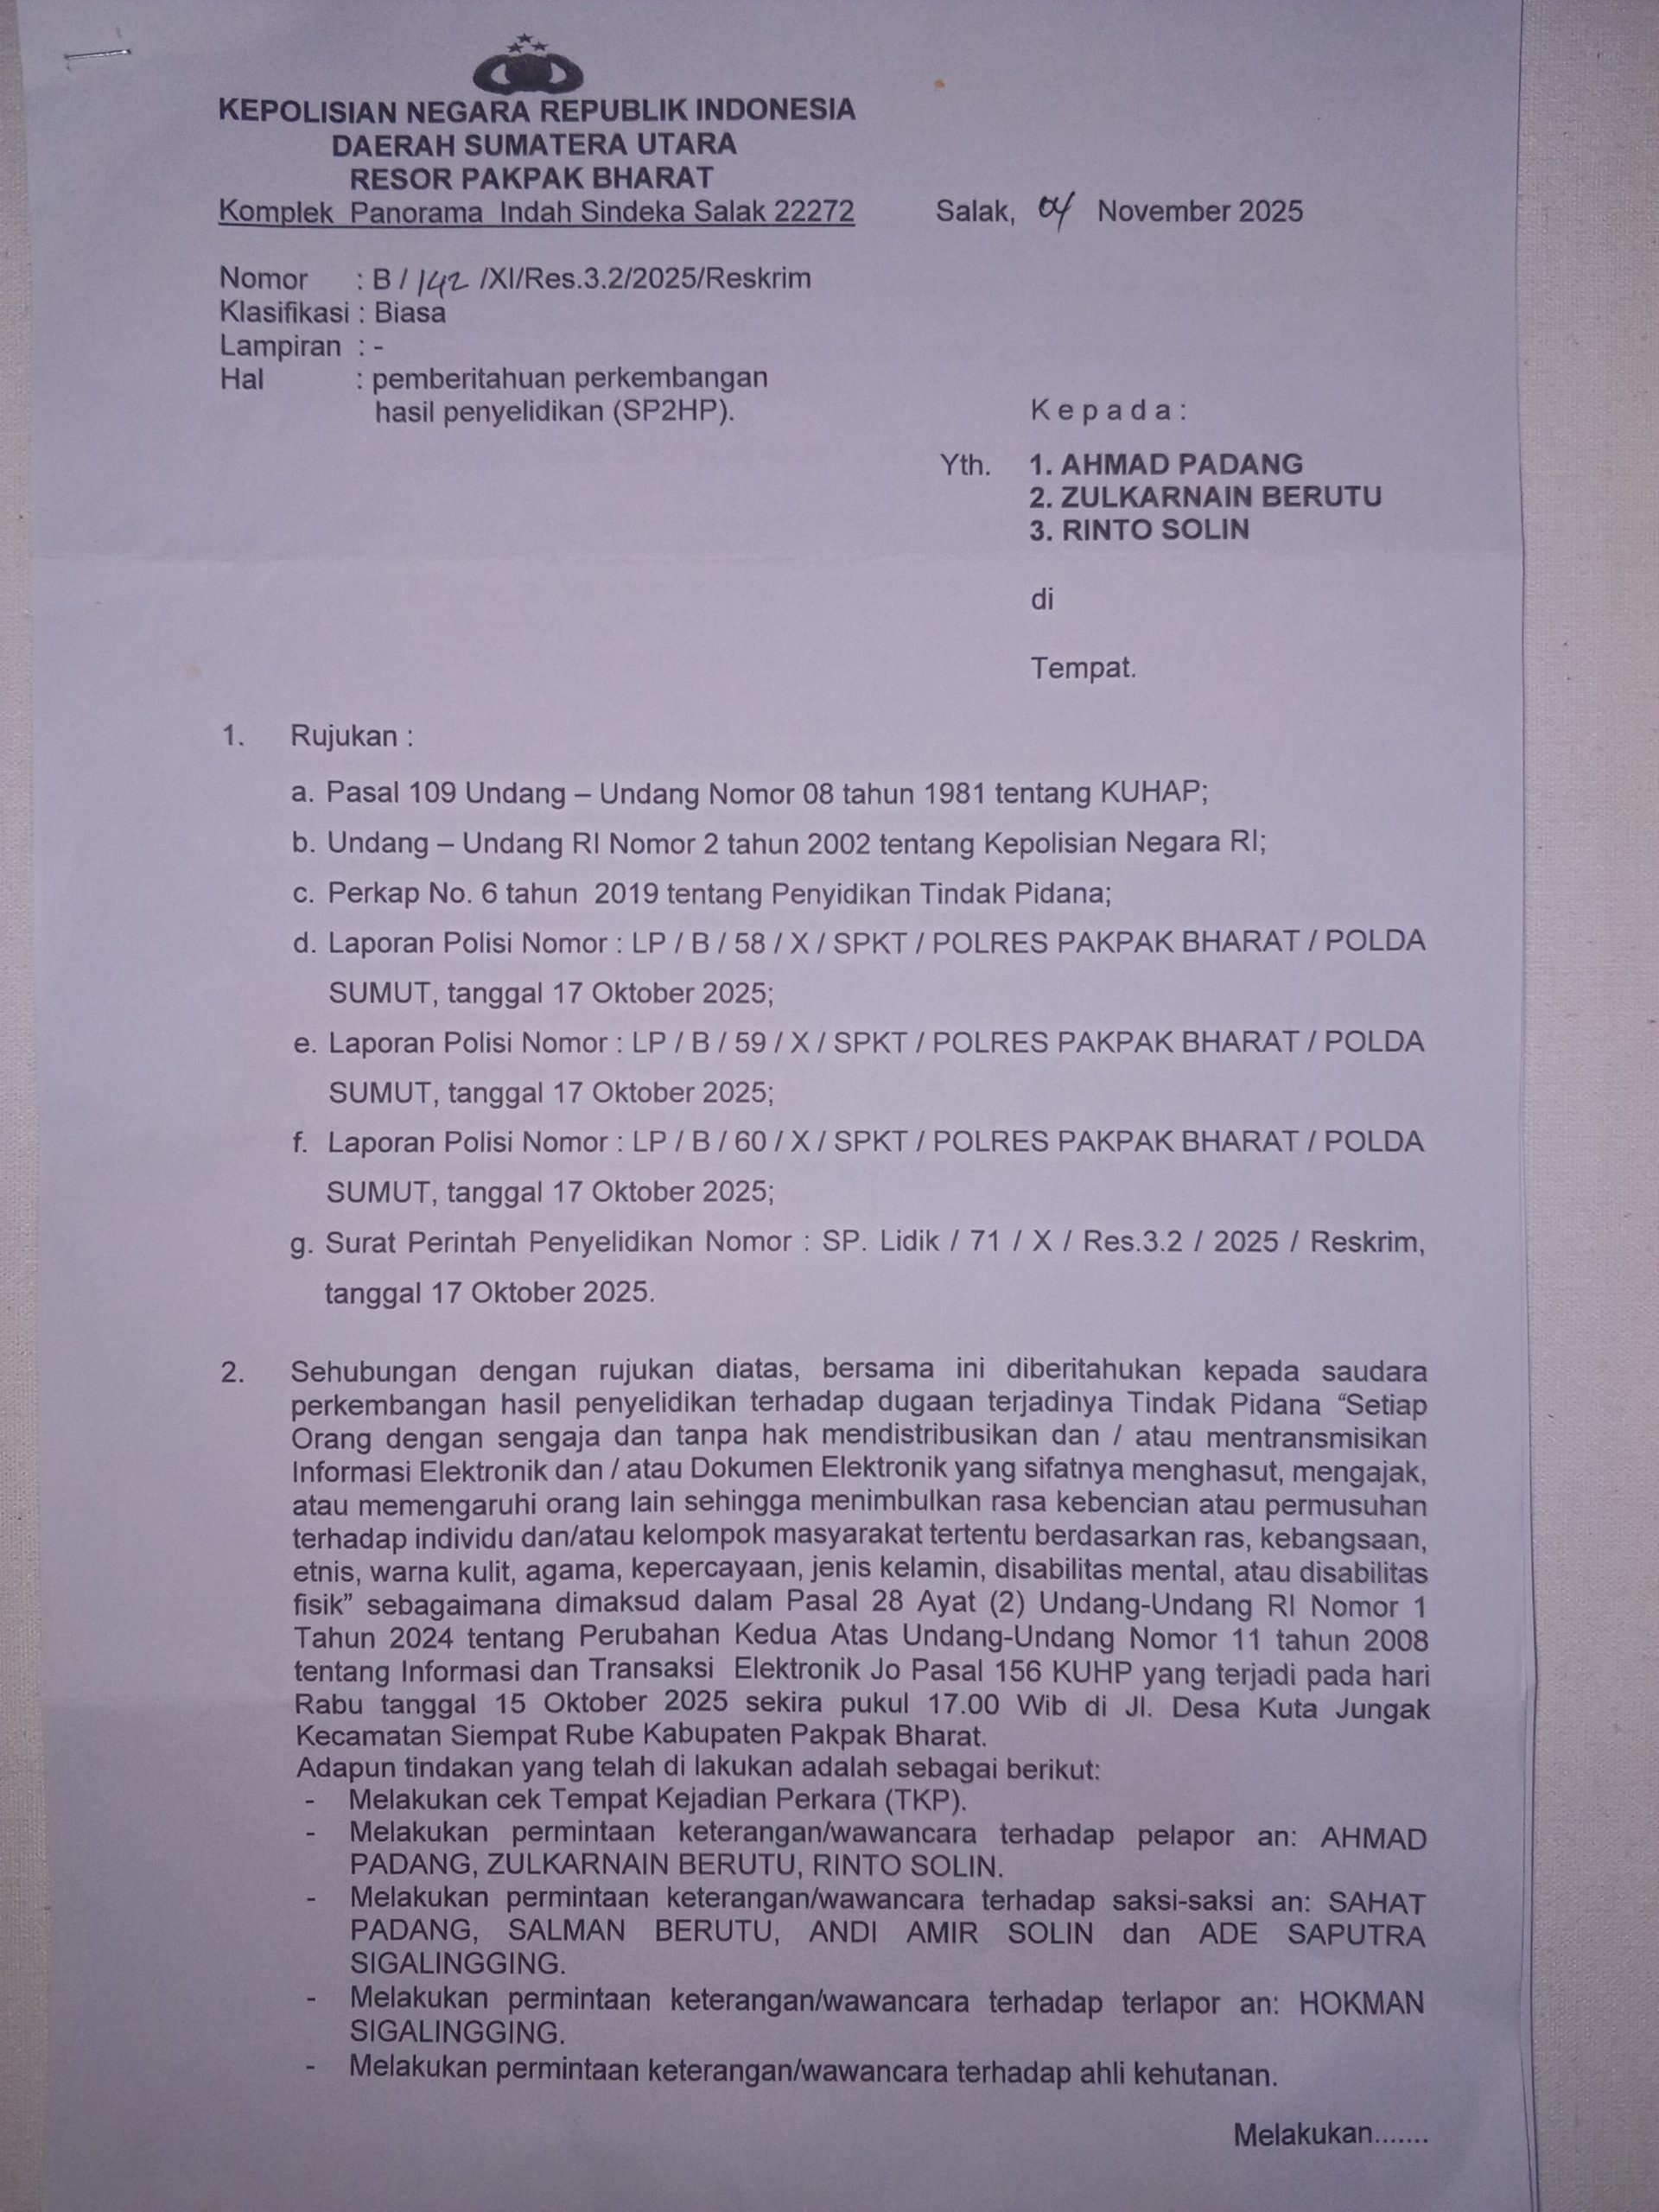 KEPOLISIAN NEGARA REPUBLIK INDONESIA
DAERAH SUMATERA UTARA
RESOR PAKPAK BHARAT
Komplek Panorama Indah Sindeka Salak 22272
Salak, 04 November 2025
Nomor : B / 142 /XI/Res.3.2/2025/Reskrim
Klasifikasi : Biasa
Lampiran : -
Hal : pemberitahuan perkembangan
hasil penyelidikan (SP2HP).
K e p a d a :
Yth. 1. AHMAD PADANG
2. ZULKARNAIN BERUTU
3. RINTO SOLIN
di
Tempat.
1. Rujukan :
a. Pasal 109 Undang – Undang Nomor 08 tahun 1981 tentang KUHAP;
b. Undang – Undang RI Nomor 2 tahun 2002 tentang Kepolisian Negara RI;
c. Perkap No. 6 tahun 2019 tentang Penyidikan Tindak Pidana;
d. Laporan Polisi Nomor : LP / B / 58 / X / SPKT / POLRES PAKPAK BHARAT / POLDA
SUMUT, tanggal 17 Oktober 2025;
e. Laporan Polisi Nomor : LP / B / 59 / X / SPKT / POLRES PAKPAK BHARAT / POLDA
SUMUT, tanggal 17 Oktober 2025;
f. Laporan Polisi Nomor : LP / B / 60 / X / SPKT / POLRES PAKPAK BHARAT / POLDA
SUMUT, tanggal 17 Oktober 2025;
g. Surat Perintah Penyelidikan Nomor : SP. Lidik / 71 / X / Res.3.2 / 2025 / Reskrim,
tanggal 17 Oktober 2025.
2. Sehubungan dengan rujukan diatas, bersama ini diberitahukan kepada saudara
perkembangan hasil penyelidikan terhadap dugaan terjadinya Tindak Pidana “Setiap
Orang dengan sengaja dan tanpa hak mendistribusikan dan / atau mentransmisikan
Informasi Elektronik dan / atau Dokumen Elektronik yang sifatnya menghasut, mengajak,
atau memengaruhi orang lain sehingga menimbulkan rasa kebencian atau permusuhan
terhadap individu dan/atau kelompok masyarakat tertentu berdasarkan ras, kebangsaan,
etnis, warna kulit, agama, kepercayaan, jenis kelamin, disabilitas mental, atau disabilitas
fisik” sebagaimana dimaksud dalam Pasal 28 Ayat (2) Undang-Undang RI Nomor 1
Tahun 2024 tentang Perubahan Kedua Atas Undang-Undang Nomor 11 tahun 2008
tentang Informasi dan Transaksi Elektronik Jo Pasal 156 KUHP yang terjadi pada hari
Rabu tanggal 15 Oktober 2025 sekira pukul 17.00 Wib di Jl. Desa Kuta Jungak
Kecamatan Siempat Rube Kabupaten Pakpak Bharat.
Adapun tindakan yang telah di lakukan adalah sebagai berikut:
- Melakukan cek Tempat Kejadian Perkara (TKP).
- Melakukan permintaan keterangan/wawancara terhadap pelapor an: AHMAD
PADANG, ZULKARNAIN BERUTU, RINTO SOLIN.
- Melakukan permintaan keterangan/wawancara terhadap saksi-saksi an: SAHAT
PADANG, SALMAN BERUTU, ANDI AMIR SOLIN dan ADE SAPUTRA
SIGALINGGING.
- Melakukan permintaan keterangan/wawancara terhadap terlapor an: HOKMAN
SIGALINGGING.
- Melakukan permintaan keterangan/wawancara terhadap ahli kehutanan.
Melakukan.......